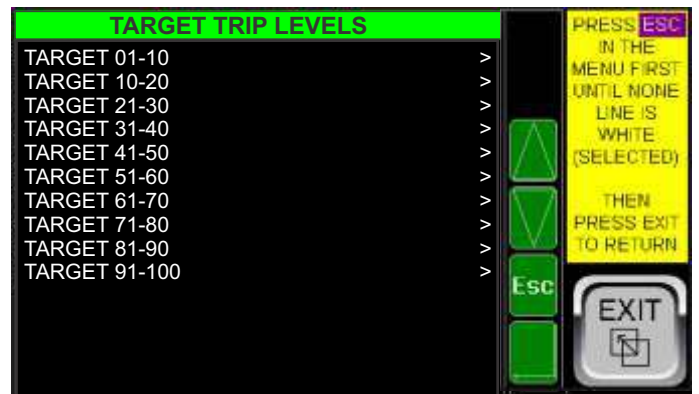 TARGET TRIP LEVELS
TARGET 01-10 >
TARGET 10-20 >
TARGET 21-30 >
TARGET 31-40 >
TARGET 41-50 >
TARGET 51-60 >
TARGET 61-70 >
TARGET 71-80 >
TARGET 81-90 >
TARGET 91-100 >
Esc
PRESS ESC
IN THE
MENU FIRST
UNTIL NONE
LINE IS
WHITE
(SELECTED)
THEN
PRESS EXIT
TO RETURN
EXIT